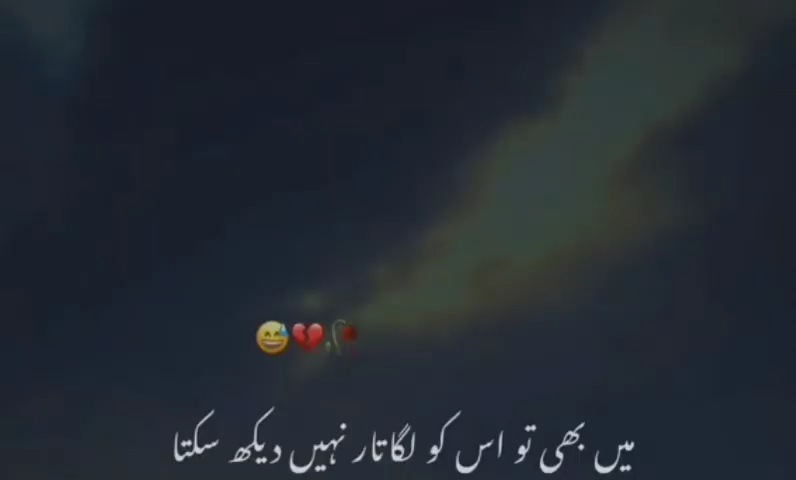 😅💔🥀
میں بھی تو اس کو لگاتار نہیں دیکھ سکتا